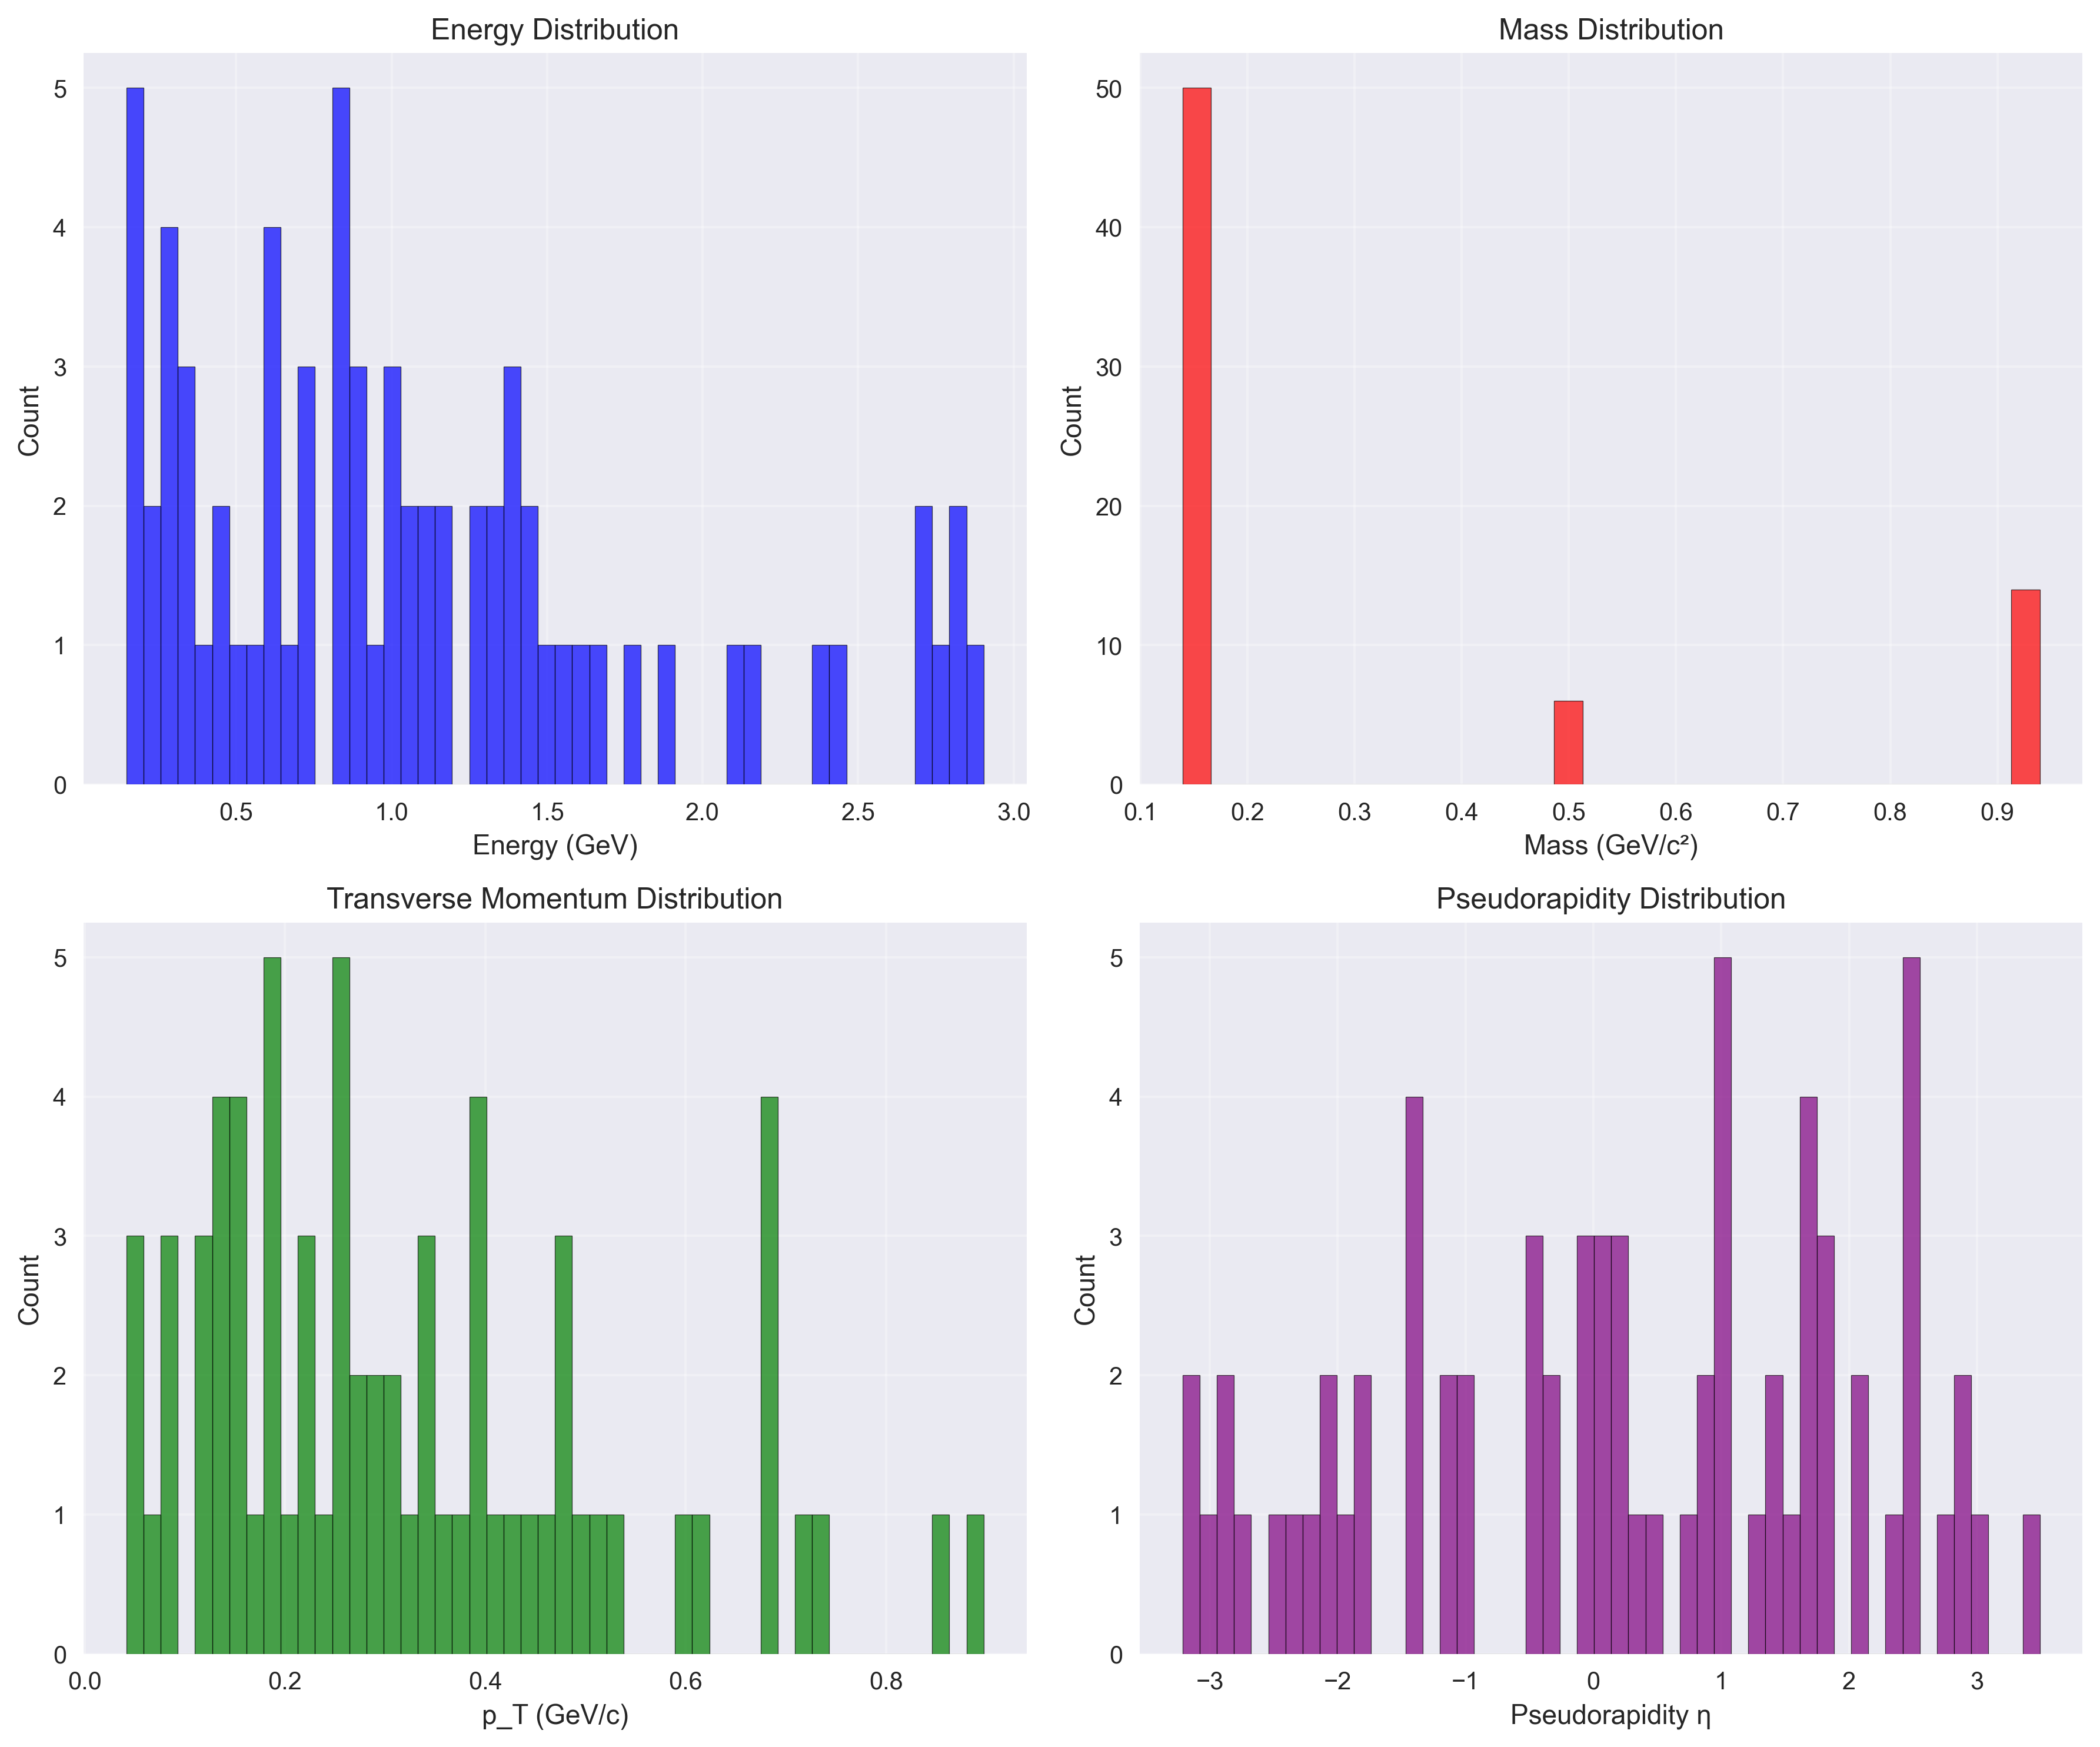 Energy Distribution
Count
5
4
3
2
1
0
0.5 1.0 1.5 2.0 2.5 3.0
Energy (GeV)
Mass Distribution
Count
50
40
30
20
10
0
0.1 0.2 0.3 0.4 0.5 0.6 0.7 0.8 0.9
Mass (GeV/c²)
Transverse Momentum Distribution
Count
5
4
3
2
1
0
0.0 0.2 0.4 0.6 0.8
p_T (GeV/c)
Pseudorapidity Distribution
Count
5
4
3
2
1
0
−3 −2 −1 0 1 2 3
Pseudorapidity η